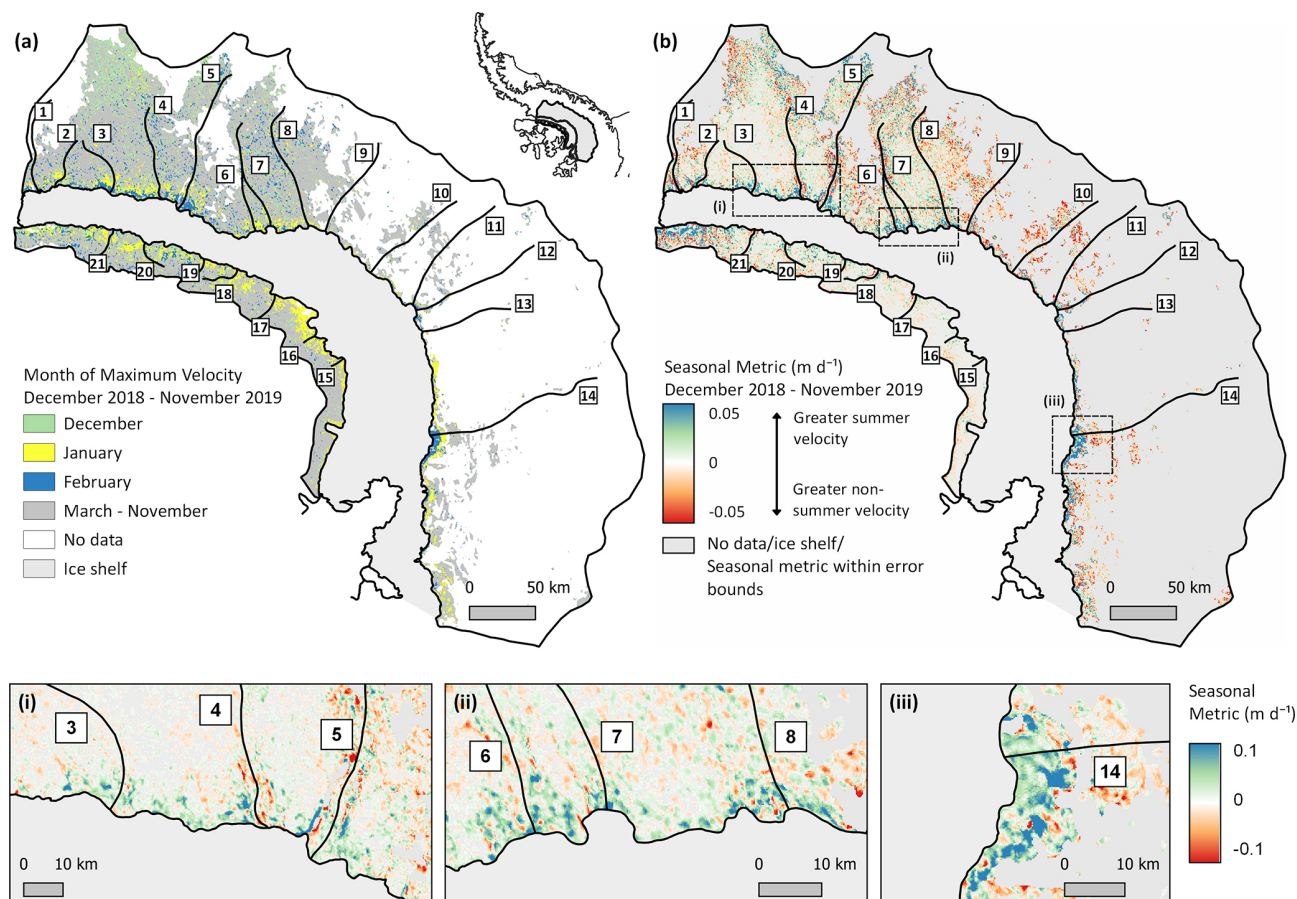 (a)
1
2
3
4
5
6
7
8
9
10
11
12
13
14
15
16
17
18
19
20
21
Month of Maximum Velocity
December 2018 - November 2019
December
January
February
March - November
No data
Ice shelf
0 50 km
(b)
1
2
3
4
5
6
7
8
9
10
11
12
13
14
15
16
17
18
19
20
21
(i)
(ii)
(iii)
Seasonal Metric (m d⁻¹)
December 2018 - November 2019
0.05
0
-0.05
Greater summer
velocity
Greater non-
summer velocity
No data/ice shelf/
Seasonal metric within error
bounds
0 50 km
(i)
3
4
5
0 10 km
(ii)
6
7
8
0 10 km
(iii)
14
0 10 km
Seasonal
Metric (m d⁻¹)
0.1
0
-0.1